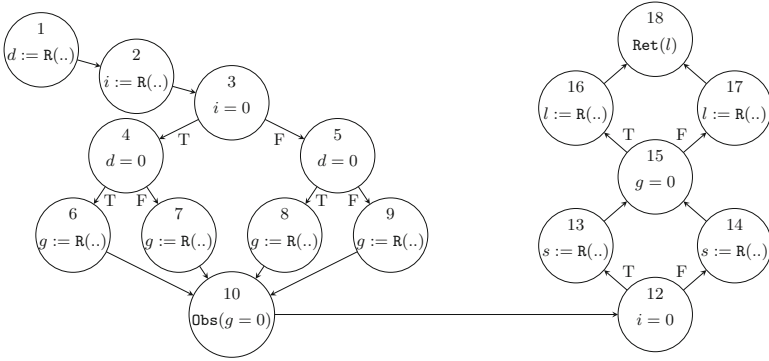 1
d := R(..)
2
i := R(..)
3
i = 0
T
F
4
d = 0
5
d = 0
T
F
T
F
6
g := R(..)
7
g := R(..)
8
g := R(..)
9
g := R(..)
10
Obs(g = 0)
18
Ret(l)
16
l := R(..)
17
l := R(..)
T
F
15
g = 0
13
s := R(..)
14
s := R(..)
T
F
12
i = 0